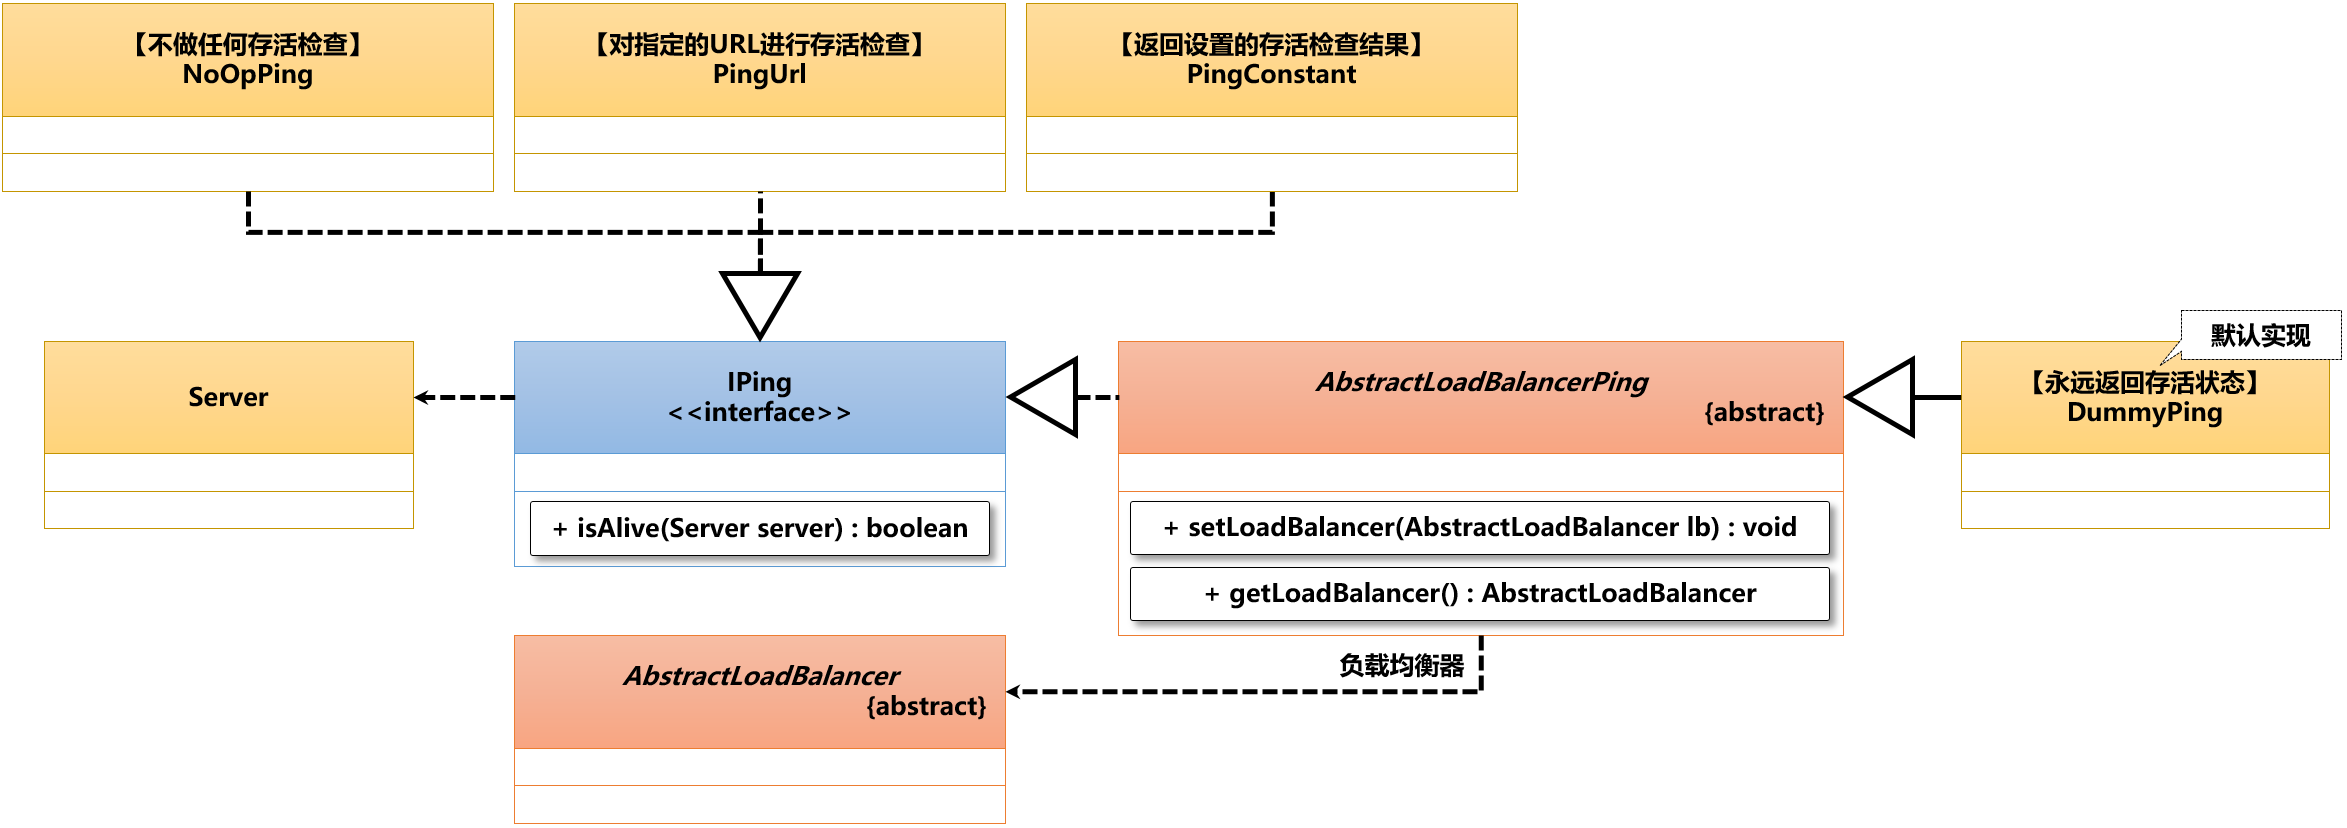 【不做任何存活检查】
NoOpPing
【对指定的URL进行存活检查】
PingUrl
【返回设置的存活检查结果】
PingConstant
Server
IPing
<<interface>>
+ isAlive(Server server) : boolean
AbstractLoadBalancerPing
{abstract}
+ setLoadBalancer(AbstractLoadBalancer lb) : void
+ getLoadBalancer() : AbstractLoadBalancer
默认实现
【永远返回存活状态】
DummyPing
负载均衡器
AbstractLoadBalancer
{abstract}